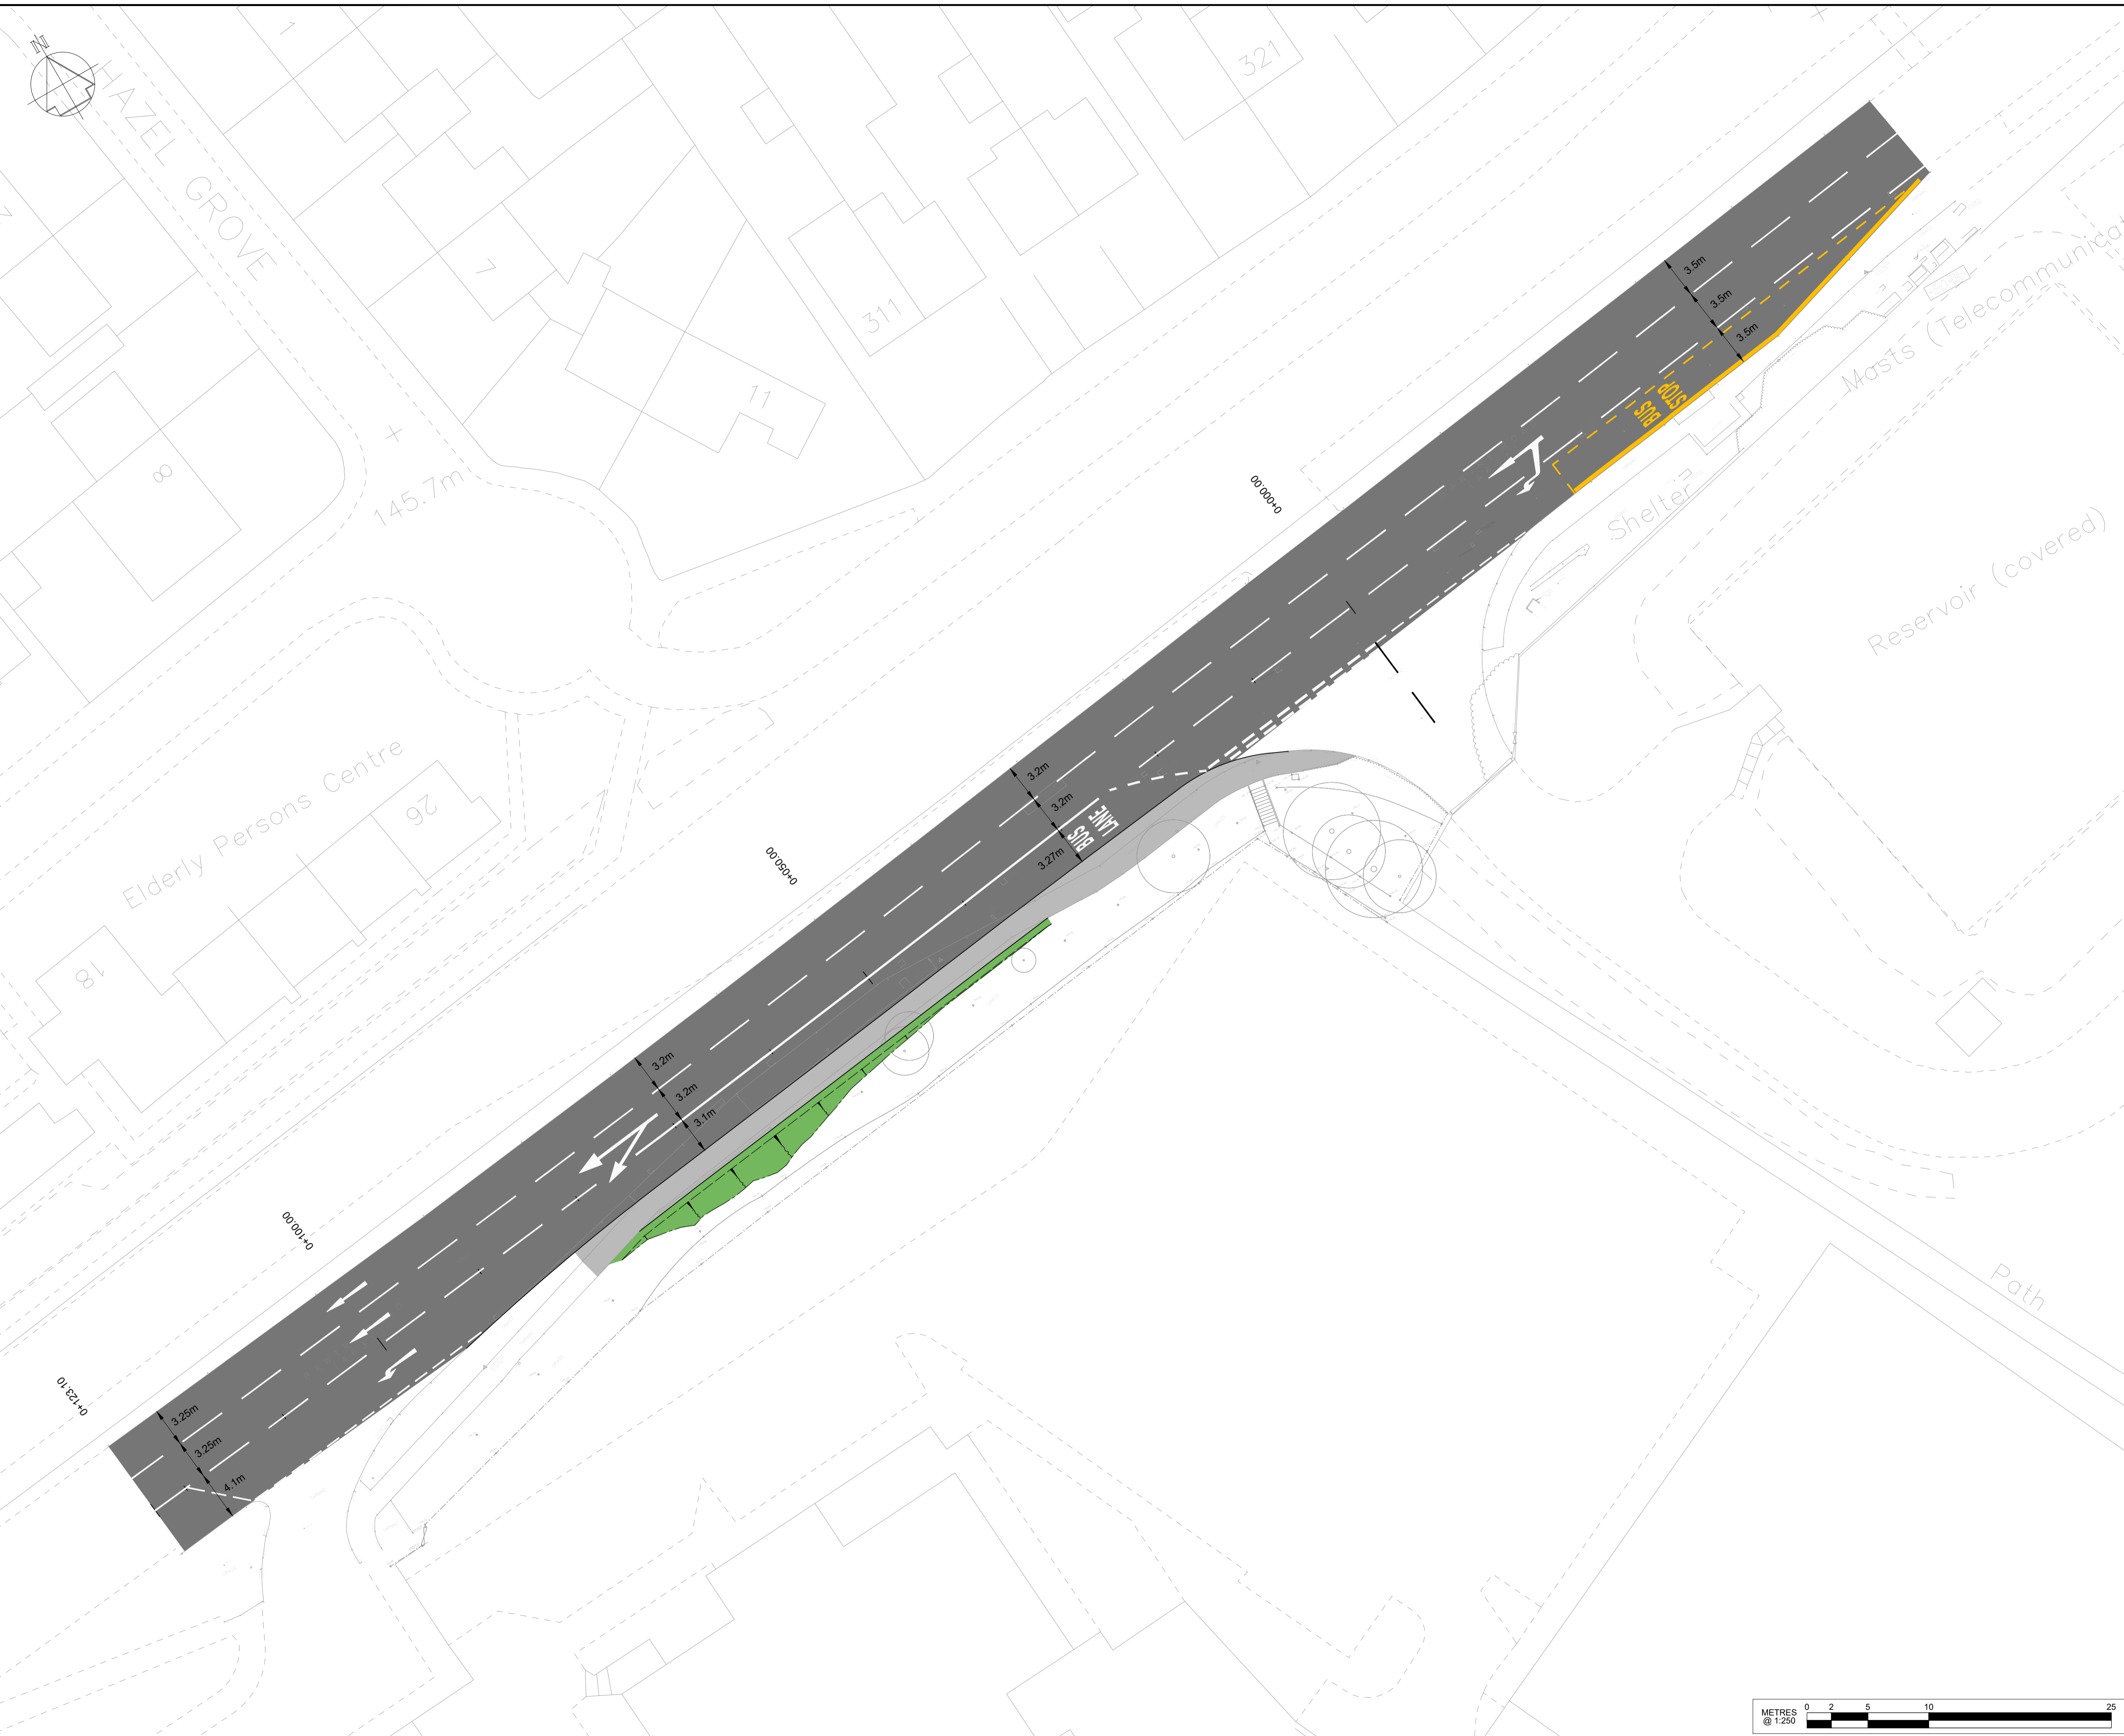 N
HAZEL GROVE
1
7
8
11
311
321
145.7m
Elderly Persons Centre
26
18
0+000.00
0+050.00
0+100.00
0+123.10
3.5m
3.5m
3.5m
BUS
STOP
Masts (Telecommunica
Shelter
Reservoir (covered)
3.2m
3.2m
3.27m
BUS
LANE
3.2m
3.2m
3.1m
3.25m
3.25m
4.1m
Path
METRES
@ 1:250
0 2 5 10 25